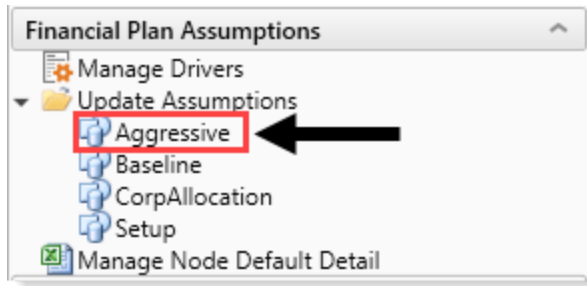 Financial Plan Assumptions
Manage Drivers
Update Assumptions
Aggressive
Baseline
CorpAllocation
Setup
Manage Node Default Detail